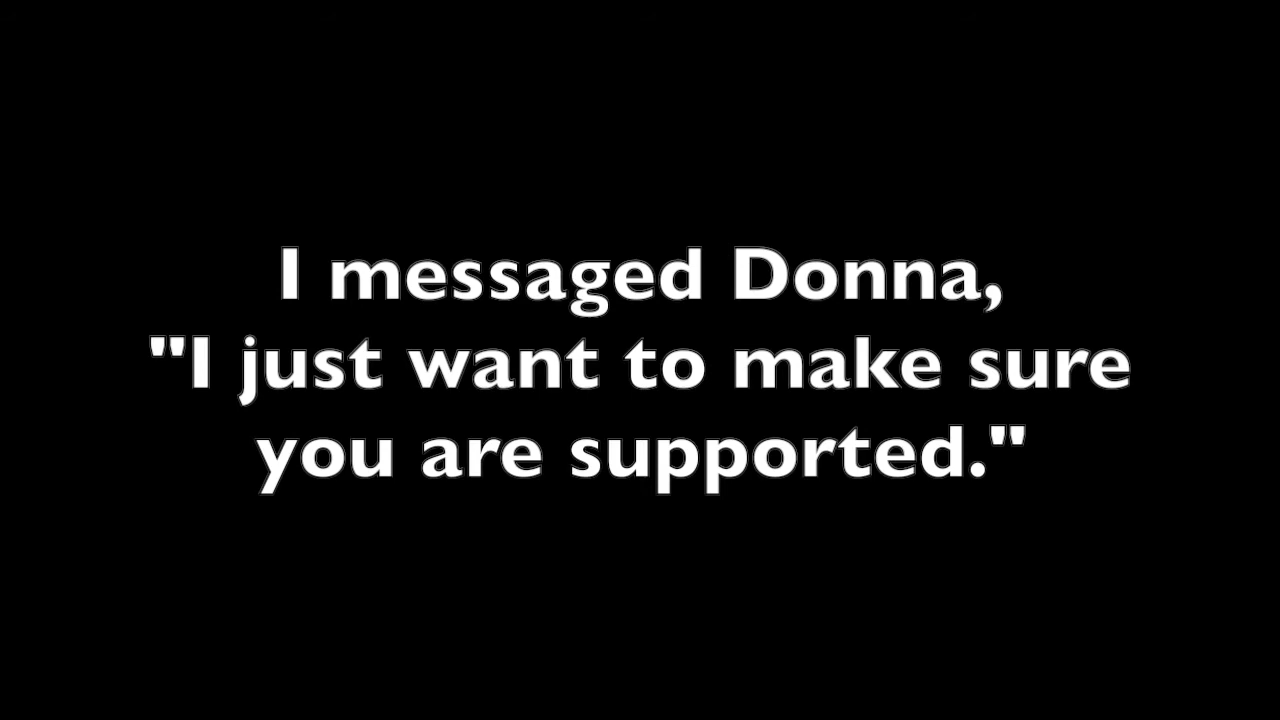 I messaged Donna,
"I just want to make sure
you are supported."